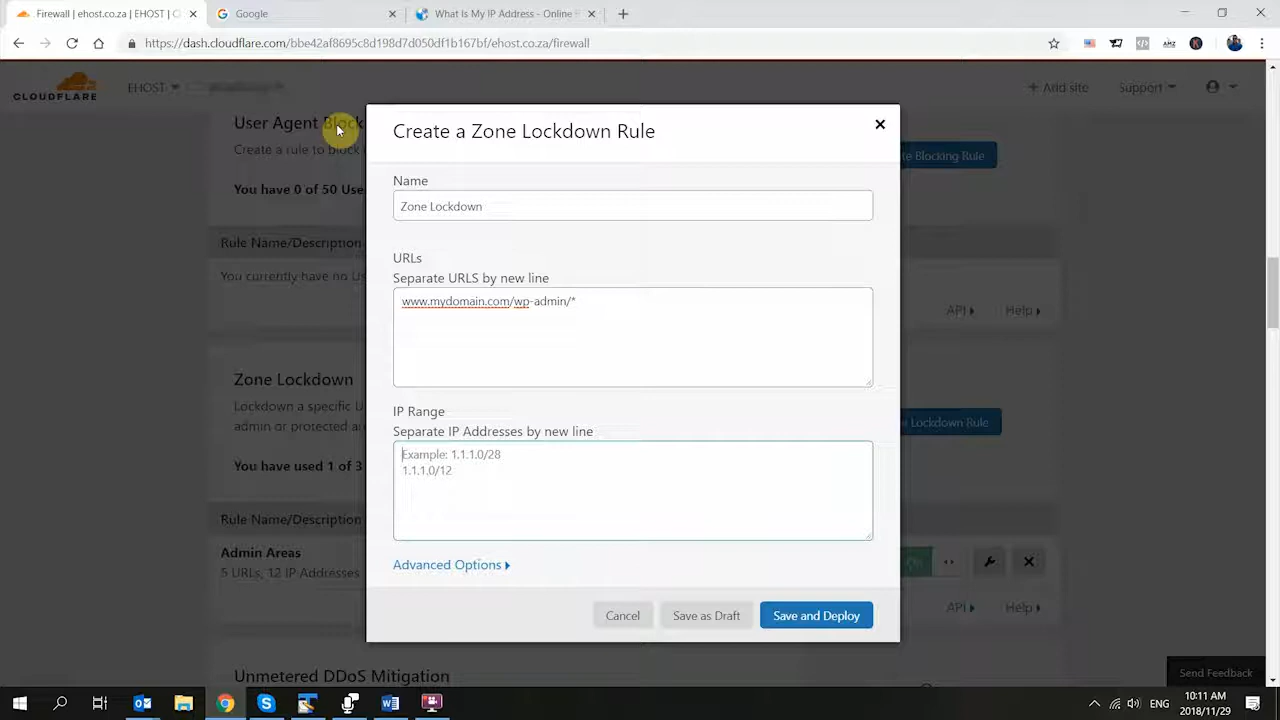 Firewall | ehost.co.za | EHOST | C
Google
What Is My IP Address - Online
https://dash.cloudflare.com/bbe42af8695c8d198d7d050df1b167bf/ehost.co.za/firewall
CLOUDFLARE
EHOST
Add site
Support
User Agent Block
Create a rule to block
te Blocking Rule
You have 0 of 50 Use
Rule Name/Description
You currently have no Us
API
Help
Zone Lockdown
Lockdown a specific U
admin or protected ar
Lockdown Rule
You have used 1 of 3
Rule Name/Description
Admin Areas
5 URLs, 12 IP Addresses
API
Help
Unmetered DDoS Mitigation
Create a Zone Lockdown Rule
Name
Zone Lockdown
URLs
Separate URLS by new line
www.mydomain.com/wp-admin/*
IP Range
Separate IP Addresses by new line
Example: 1.1.1.0/28
1.1.1.0/12
Advanced Options
Cancel
Save as Draft
Save and Deploy
Send Feedback
ENG
10:11 AM
2018/11/29